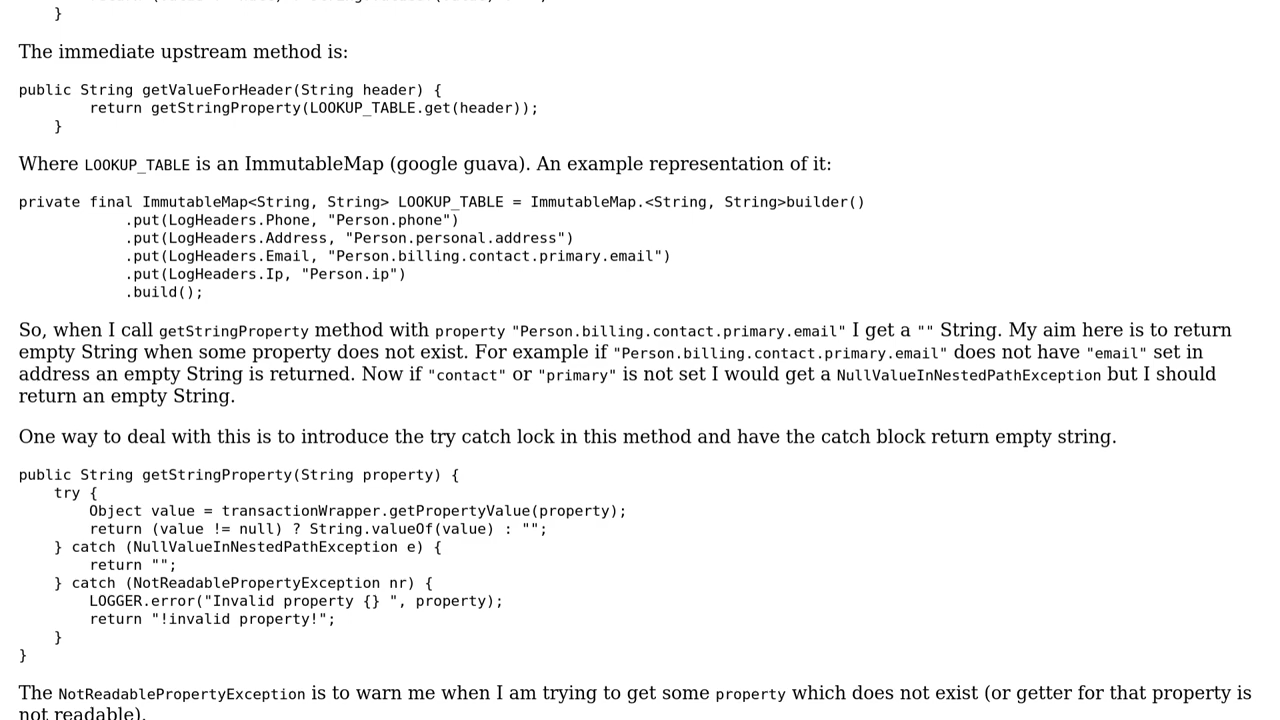 }
The immediate upstream method is:
public String getValueForHeader(String header) {
        return getStringProperty(LOOKUP_TABLE.get(header));
    }
Where LOOKUP_TABLE is an ImmutableMap (google guava). An example representation of it:
private final ImmutableMap<String, String> LOOKUP_TABLE = ImmutableMap.<String, String>builder()
            .put(LogHeaders.Phone, "Person.phone")
            .put(LogHeaders.Address, "Person.personal.address")
            .put(LogHeaders.Email, "Person.billing.contact.primary.email")
            .put(LogHeaders.Ip, "Person.ip")
            .build();
So, when I call getStringProperty method with property "Person.billing.contact.primary.email" I get a "" String. My aim here is to return
empty String when some property does not exist. For example if "Person.billing.contact.primary.email" does not have "email" set in
address an empty String is returned. Now if "contact" or "primary" is not set I would get a NullValueInNestedPathException but I should
return an empty String.
One way to deal with this is to introduce the try catch lock in this method and have the catch block return empty string.
public String getStringProperty(String property) {
    try {
        Object value = transactionWrapper.getPropertyValue(property);
        return (value != null) ? String.valueOf(value) : "";
    } catch (NullValueInNestedPathException e) {
        return "";
    } catch (NotReadablePropertyException nr) {
        LOGGER.error("Invalid property {} ", property);
        return "!invalid property!";
    }
}
The NotReadablePropertyException is to warn me when I am trying to get some property which does not exist (or getter for that property is
not readable).